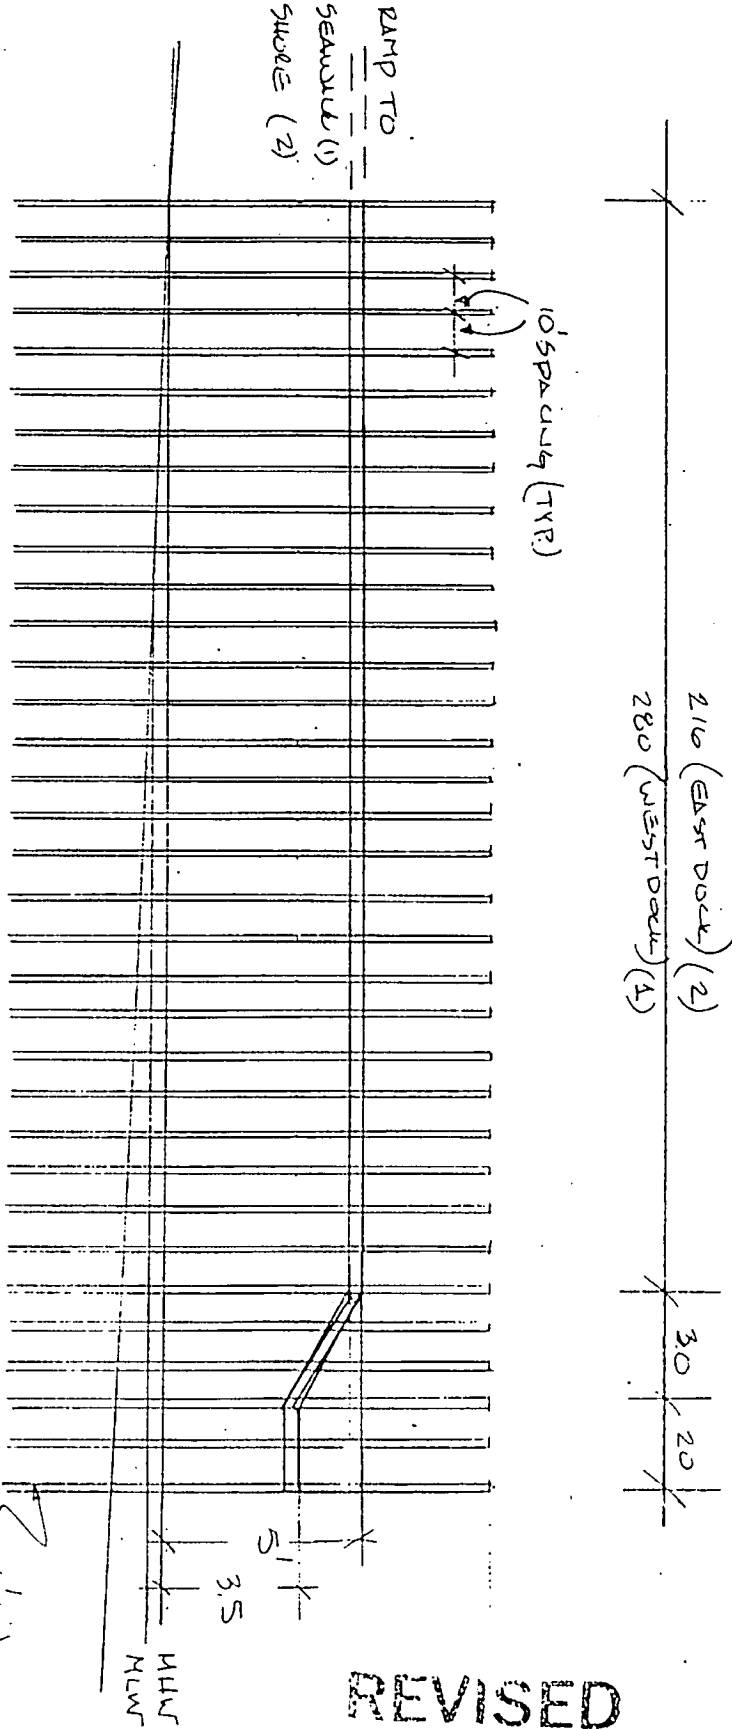 RAMP TO
SEAWALL (1)
SHORE (2)
10' SPACING (TYP.)
216 (EAST DOCK) (2)
280 (WEST DOCK) (1)
30
20
5'
3.5
MHW
MLW
REVISED